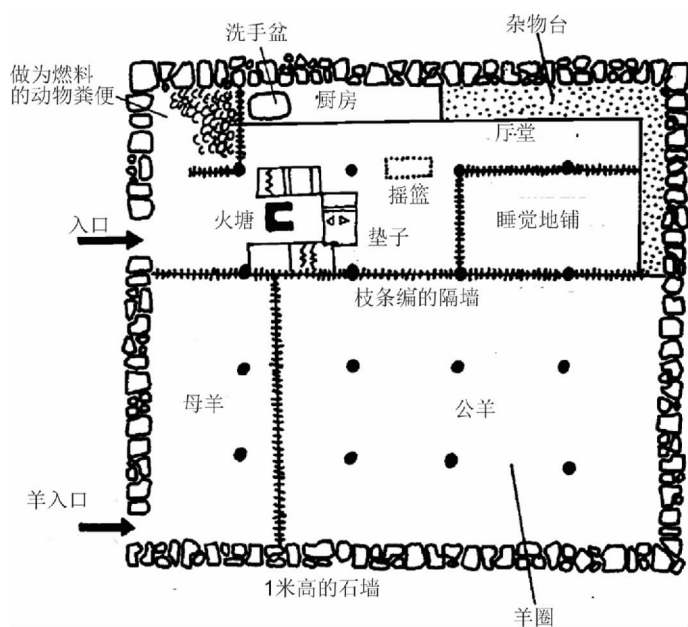 洗手盆
杂物台
做为燃料
的动物粪便
厨房
厅堂
摇篮
入口
火塘
垫子
睡觉地铺
枝条编的隔墙
母羊
公羊
羊入口
1米高的石墙
羊圈